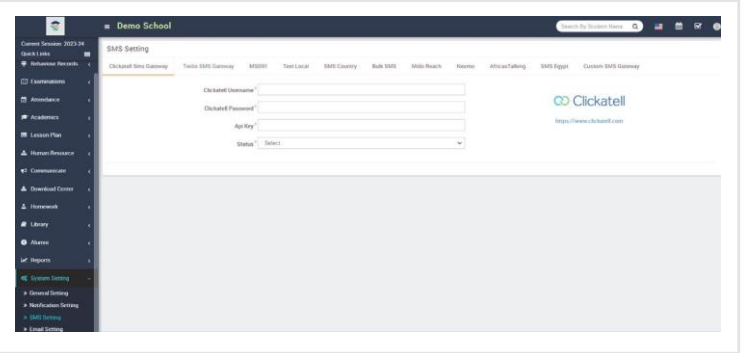 Demo School
Search By Student Name
Current Session: 2023-24
Quick Links
Behaviour Records
Examinations
Attendance
Academics
Lesson Plan
Human Resource
Communicate
Download Center
Homework
Library
Alumni
Reports
System Setting
» General Setting
» Notification Setting
» SMS Setting
» Email Setting
SMS Setting
Clickatell Sms Gateway Twilio SMS Gateway MSG91 Text Local SMS Country Bulk SMS Mobi Reach Nexmo AfricasTalking SMS Egypt Custom SMS Gateway
Clickatell Username *
Clickatell Password *
Api Key *
Status * Select
Clickatell
https://www.clickatell.com